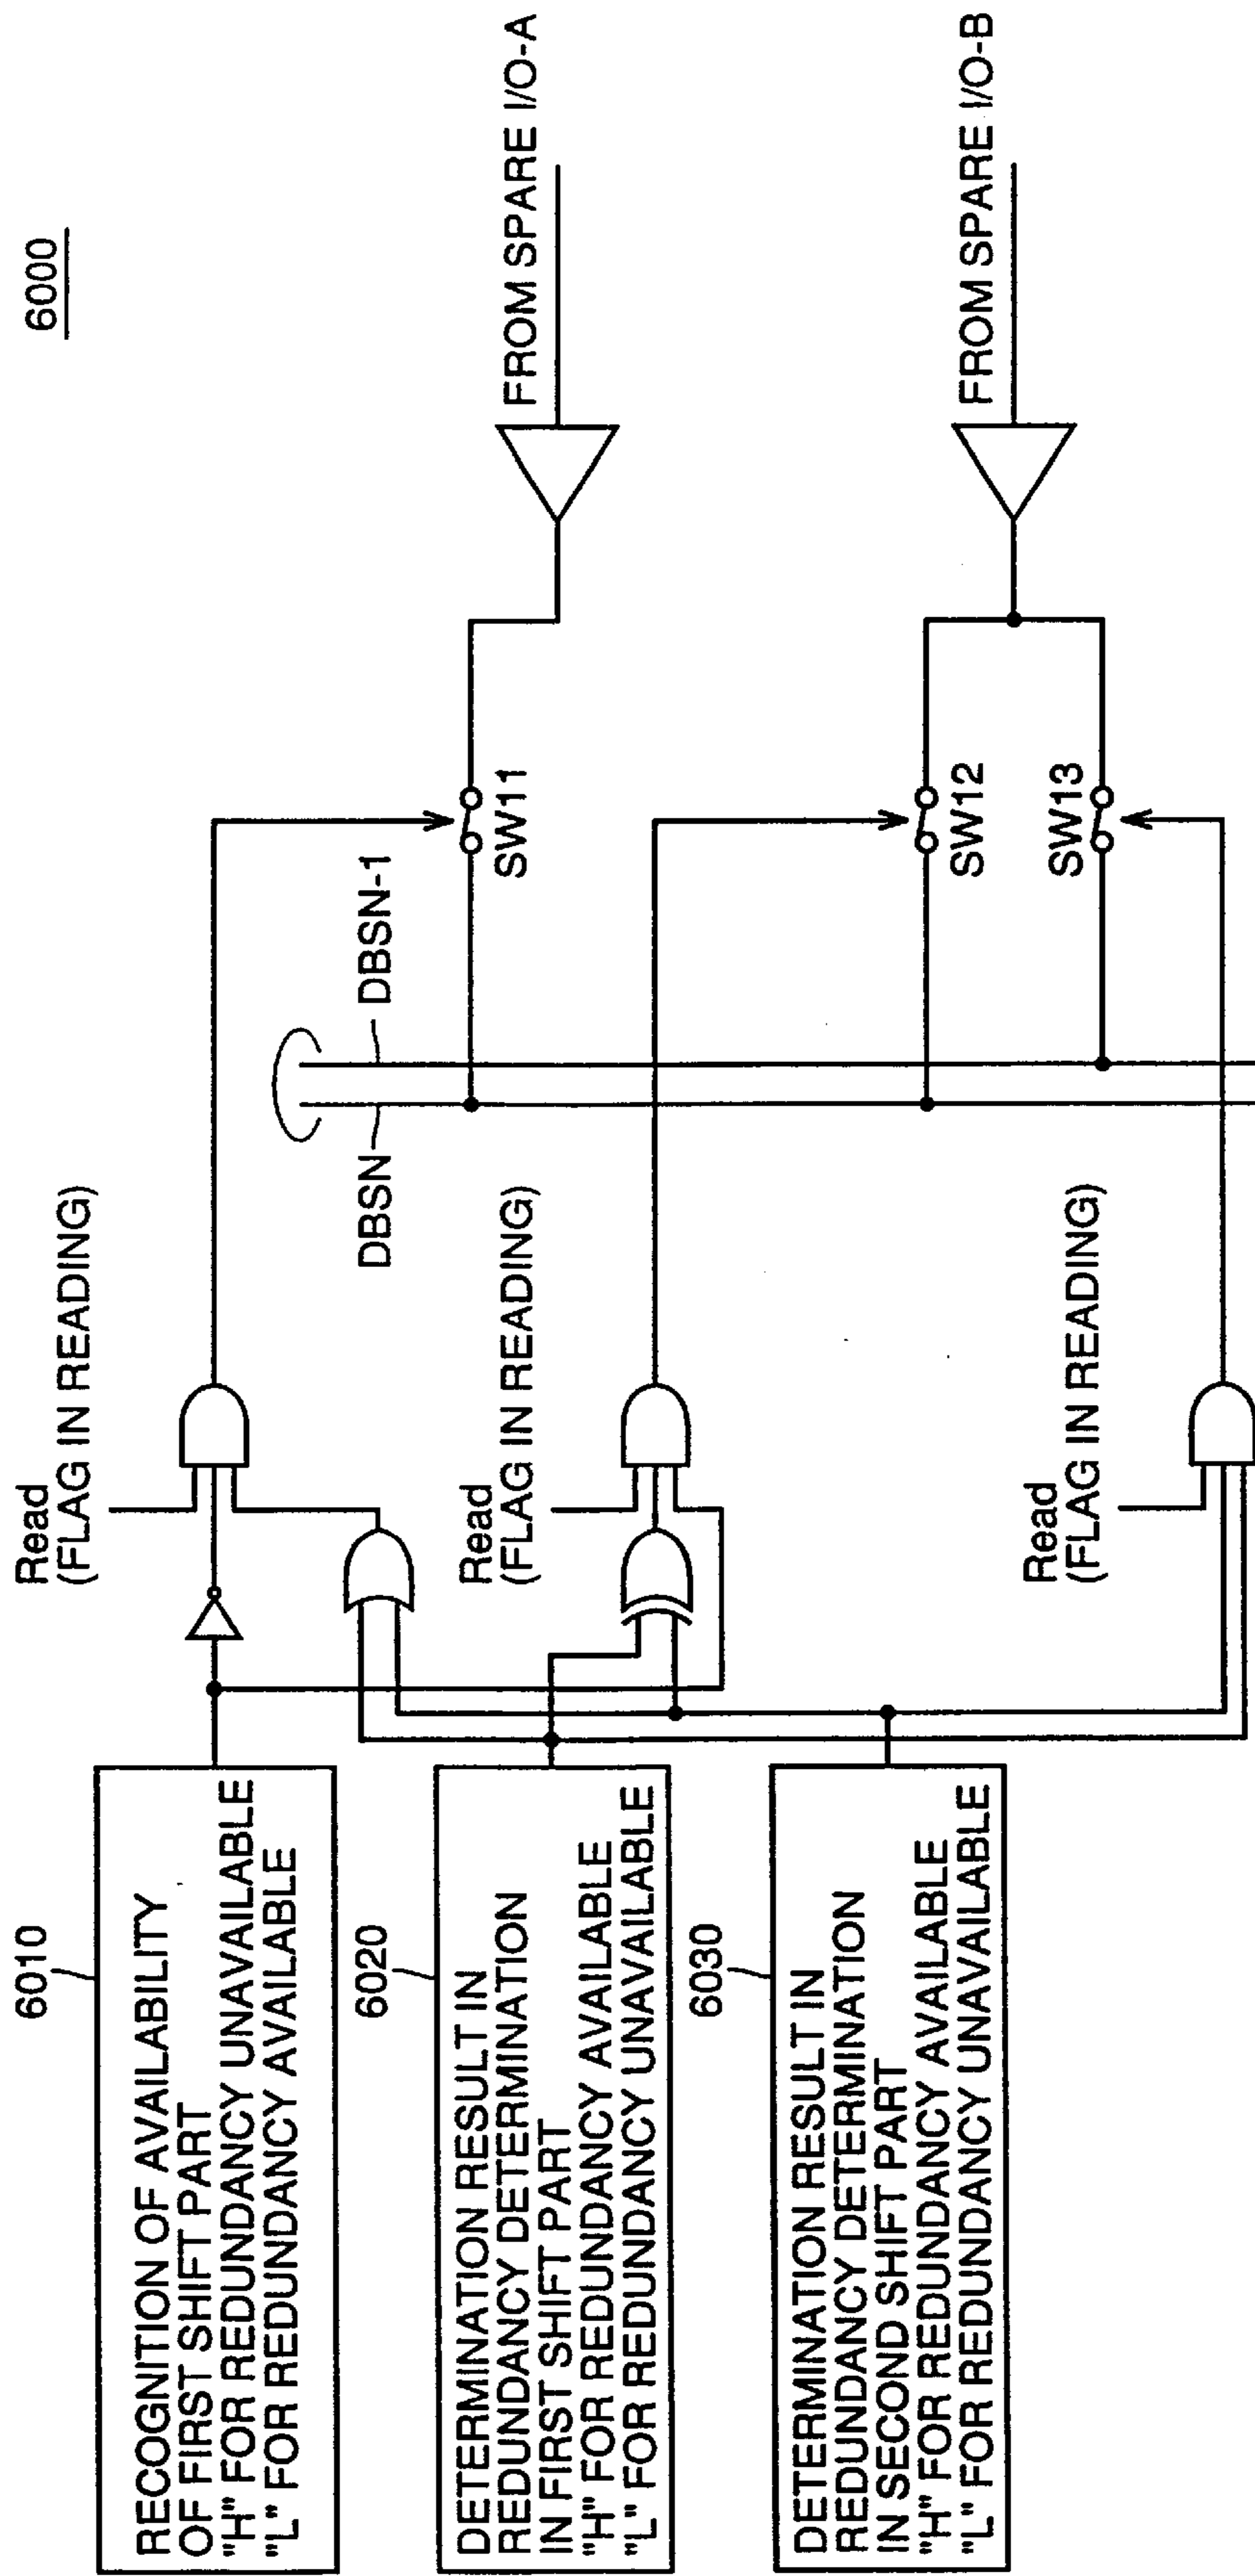 6000
6010
RECOGNITION OF AVAILABILITY
OF FIRST SHIFT PART
"H" FOR REDUNDANCY UNAVAILABLE
"L" FOR REDUNDANCY AVAILABLE
Read
(FLAG IN READING)
DBSN
DBSN-1
SW11
FROM SPARE I/O-A
6020
DETERMINATION RESULT IN
REDUNDANCY DETERMINATION
IN FIRST SHIFT PART
"H" FOR REDUNDANCY AVAILABLE
"L" FOR REDUNDANCY UNAVAILABLE
Read
(FLAG IN READING)
SW12
FROM SPARE I/O-B
6030
DETERMINATION RESULT IN
REDUNDANCY DETERMINATION
IN SECOND SHIFT PART
"H" FOR REDUNDANCY AVAILABLE
"L" FOR REDUNDANCY UNAVAILABLE
Read
(FLAG IN READING)
SW13